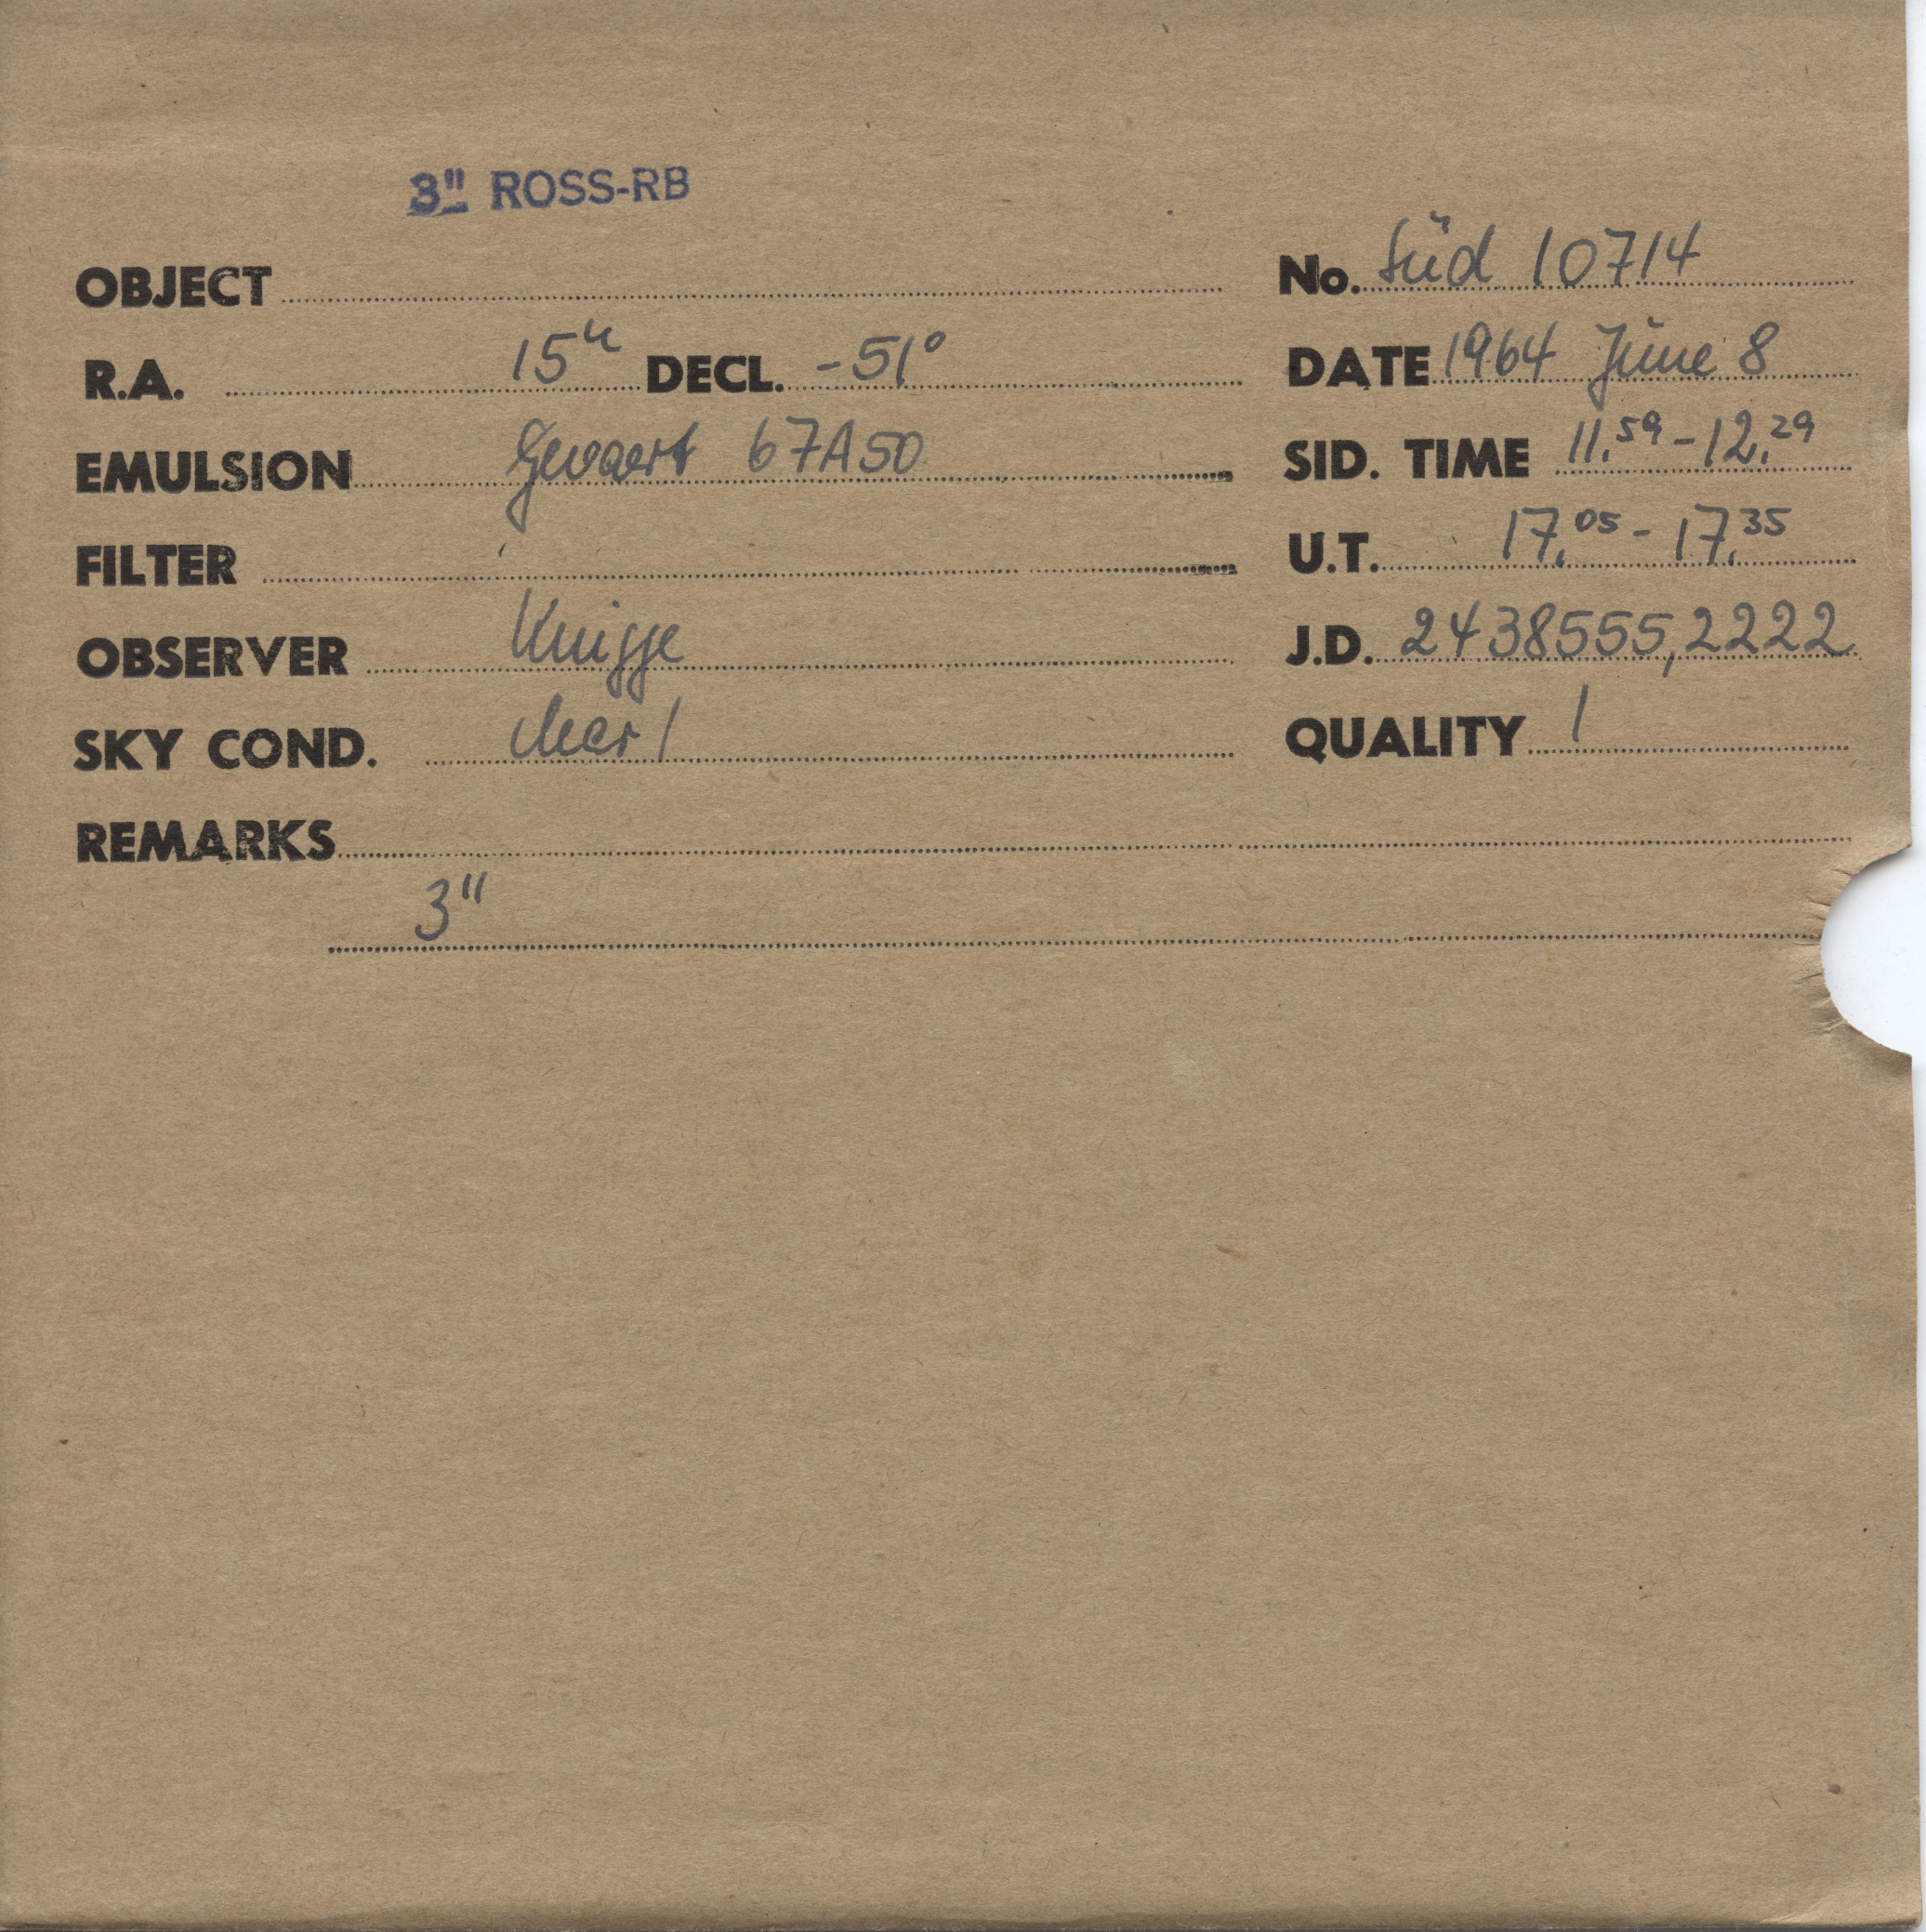 3" ROSS-RB
OBJECT No. Süd 10714
R.A. 15h DECL. -51° DATE 1964 June 8
EMULSION Gevaert 67A50 SID. TIME 11.59 - 12.29
FILTER U.T. 17.05 - 17.35
OBSERVER Knigge J.D. 2438555,2222
SKY COND. clear 1 QUALITY 1
REMARKS
3"